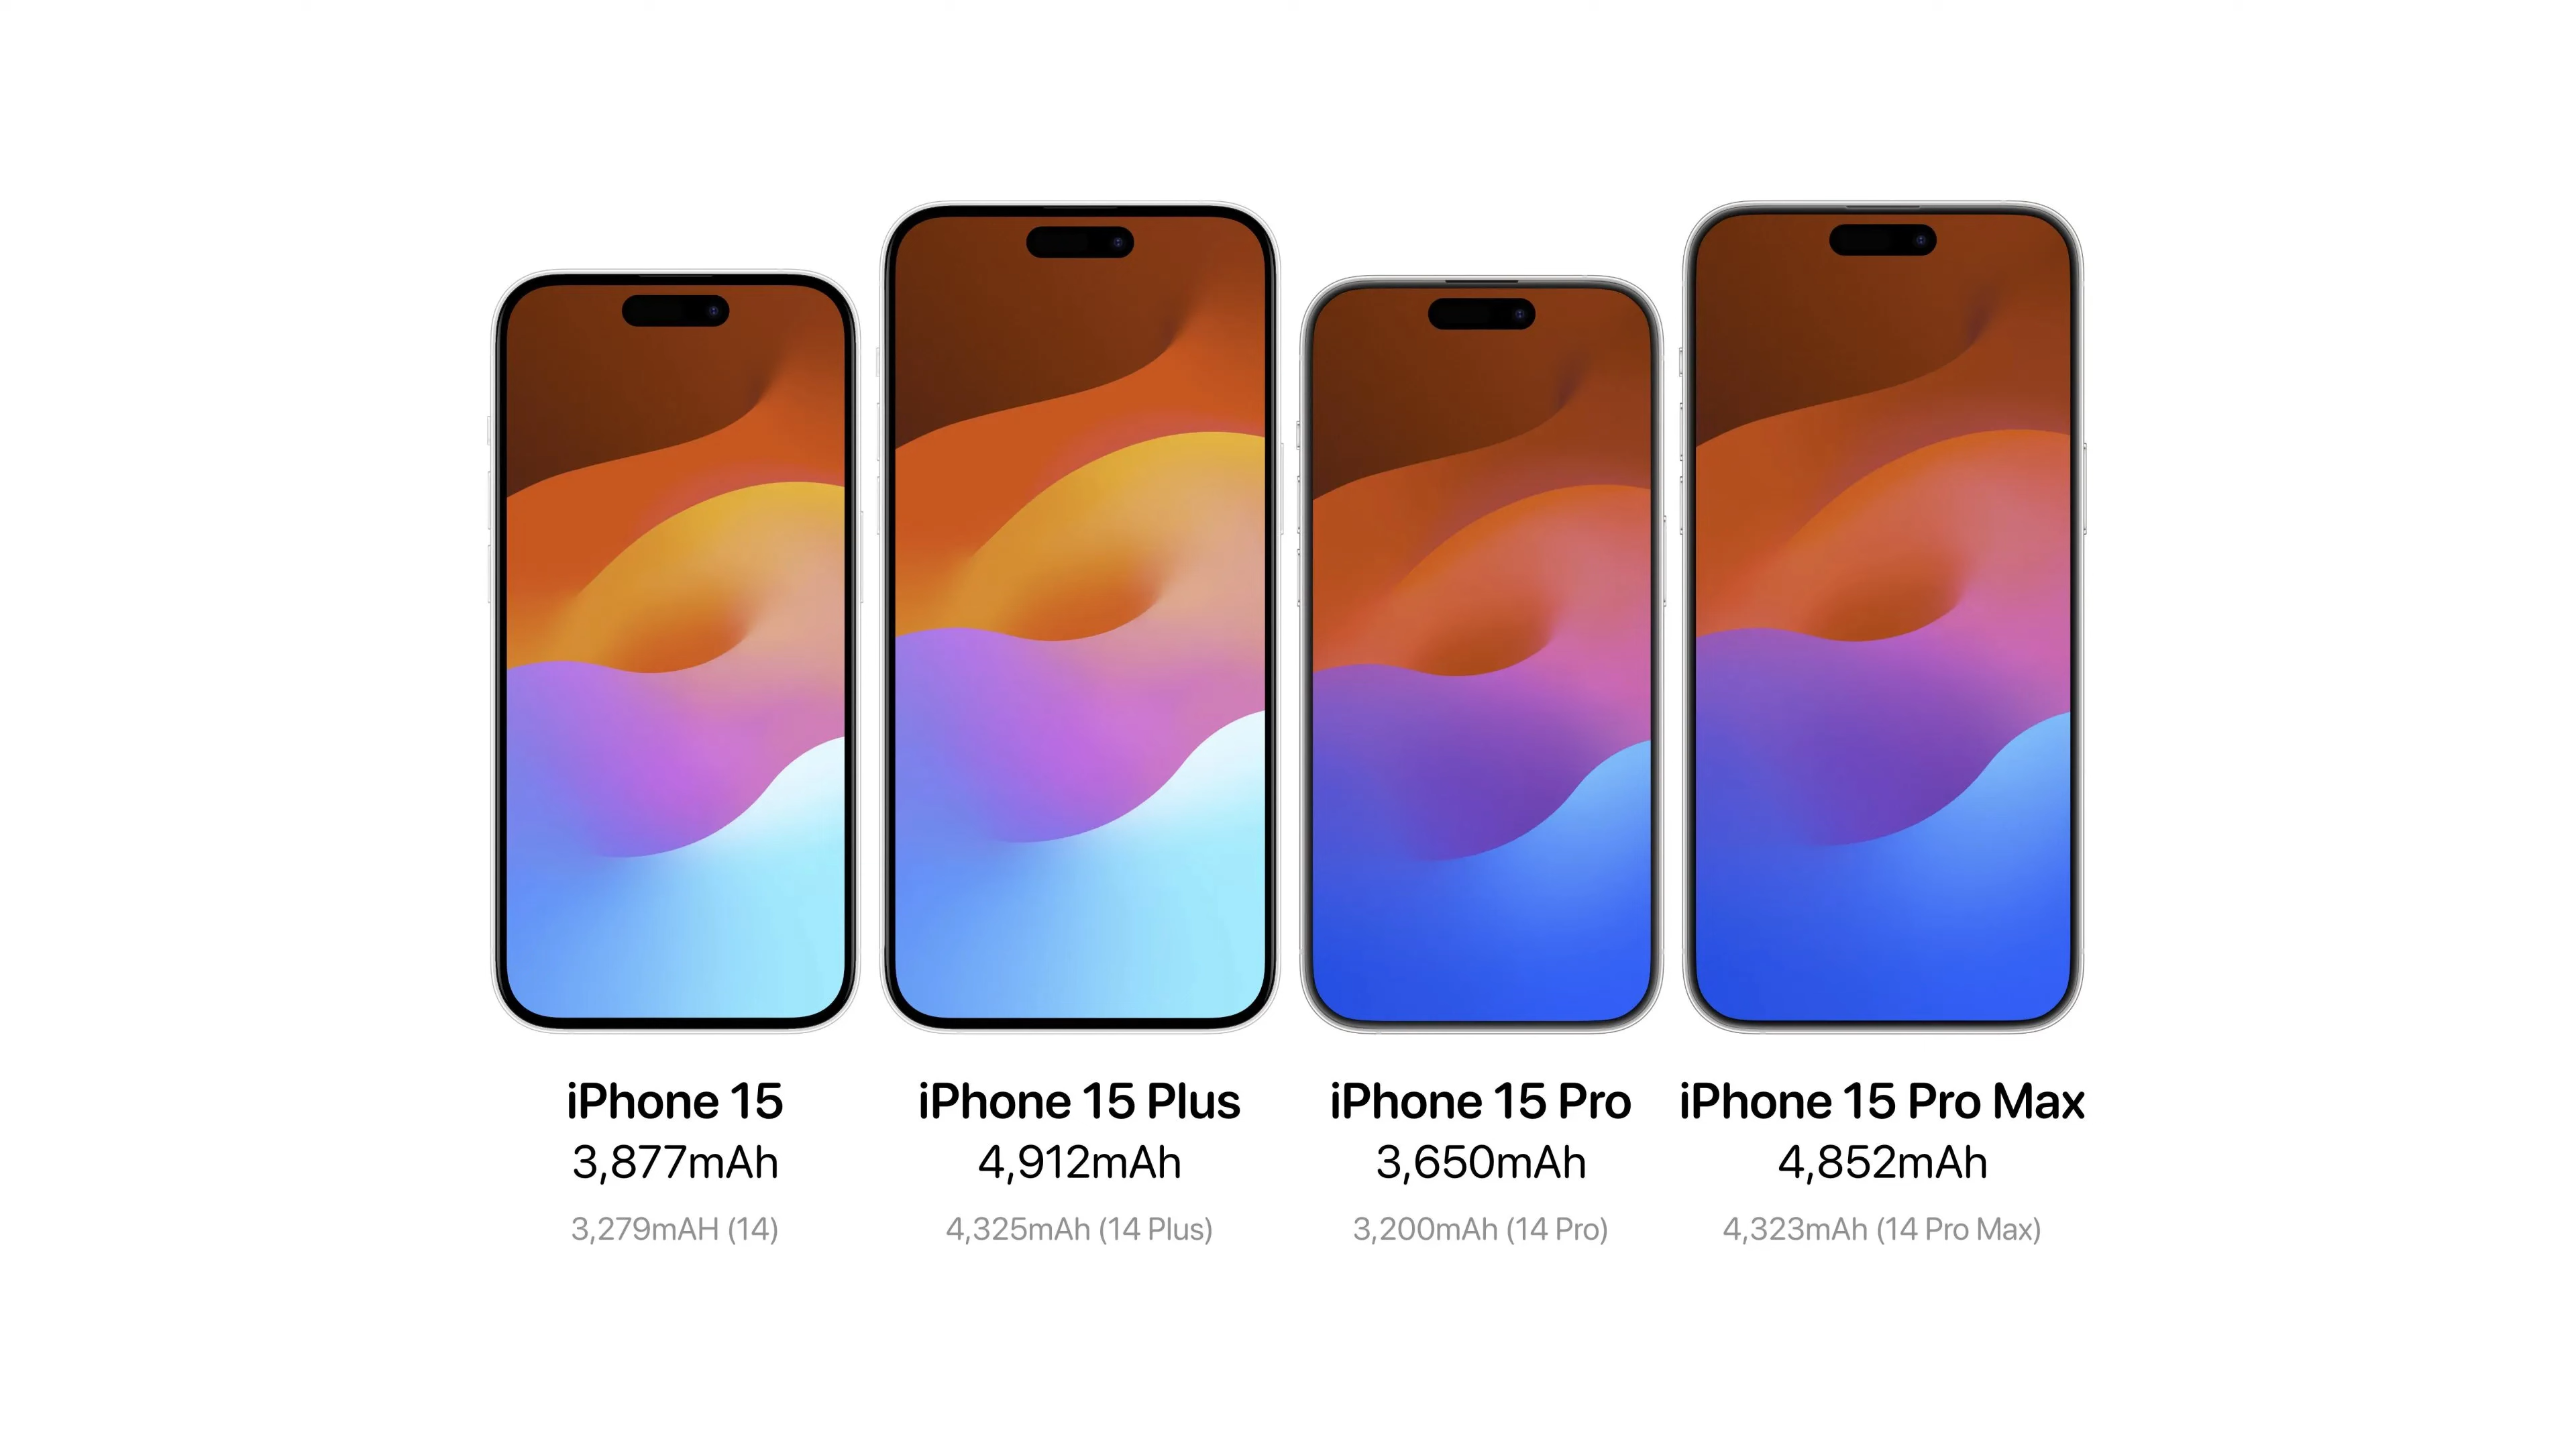 iPhone 15
3,877mAh
3,279mAH (14)
iPhone 15 Plus
4,912mAh
4,325mAh (14 Plus)
iPhone 15 Pro
3,650mAh
3,200mAh (14 Pro)
iPhone 15 Pro Max
4,852mAh
4,323mAh (14 Pro Max)